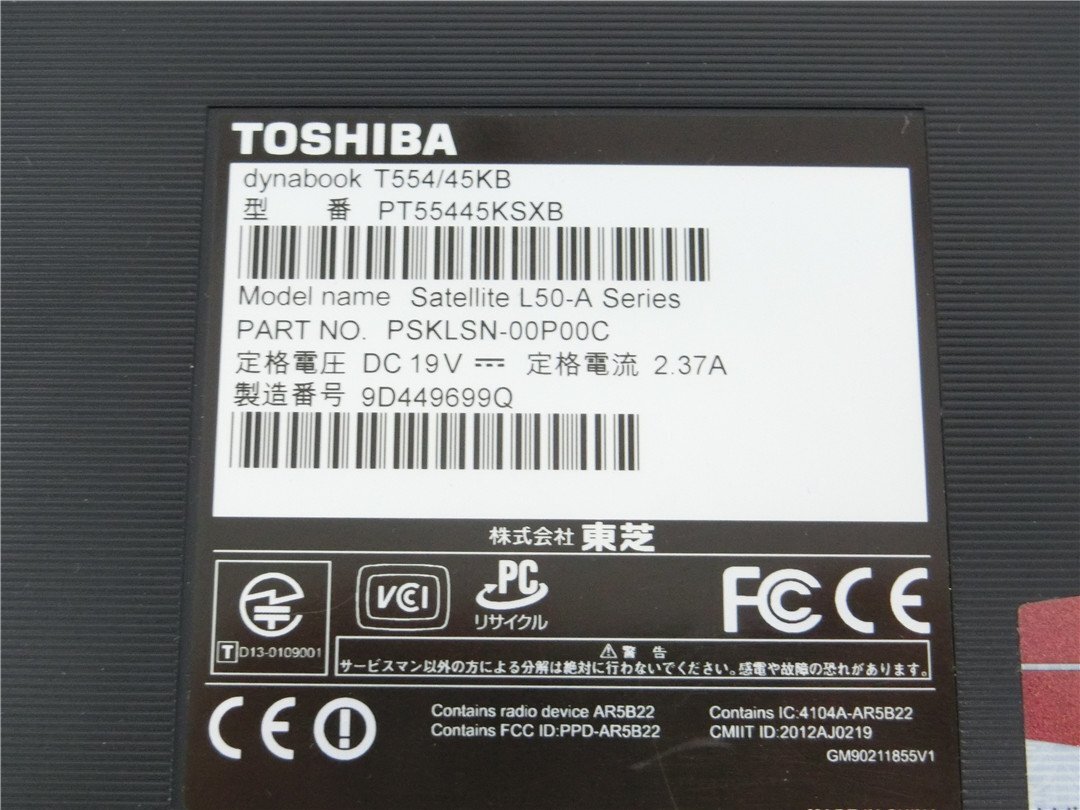 TOSHIBA
dynabook T554/45KB
型 番 PT55445KSXB
Model name Satellite L50-A Series
PART NO. PSKLSN-00P00C
定格電圧 DC 19V 定格電流 2.37A
製造番号 9D449699Q
株式会社 東芝
VCCI
PC
リサイクル
FC CE
T D13-0109001
⚠警 告
サービスマン以外の方による分解は絶対に行わないでください。感電や故障の恐れがあります。
CE
Contains radio device AR5B22
Contains FCC ID:PPD-AR5B22
Contains IC:4104A-AR5B22
CMIIT ID:2012AJ0219
GM90211855V1